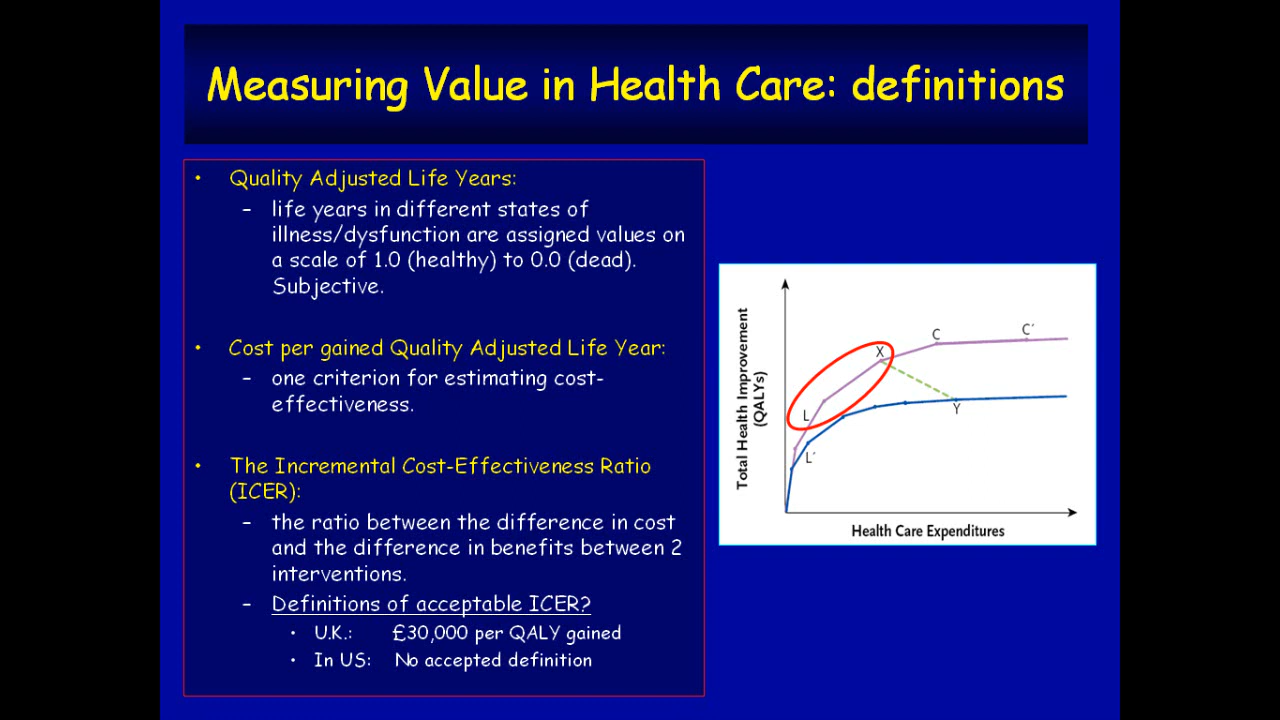 Measuring Value in Health Care: definitions
• Quality Adjusted Life Years:
– life years in different states of
illness/dysfunction are assigned values on
a scale of 1.0 (healthy) to 0.0 (dead).
Subjective.
• Cost per gained Quality Adjusted Life Year:
– one criterion for estimating cost-
effectiveness.
• The Incremental Cost-Effectiveness Ratio
(ICER):
– the ratio between the difference in cost
and the difference in benefits between 2
interventions.
– Definitions of acceptable ICER?
• U.K.: £30,000 per QALY gained
• In US: No accepted definition
Total Health Improvement
(QALYs)
C
C´
X
L
Y
L´
Health Care Expenditures